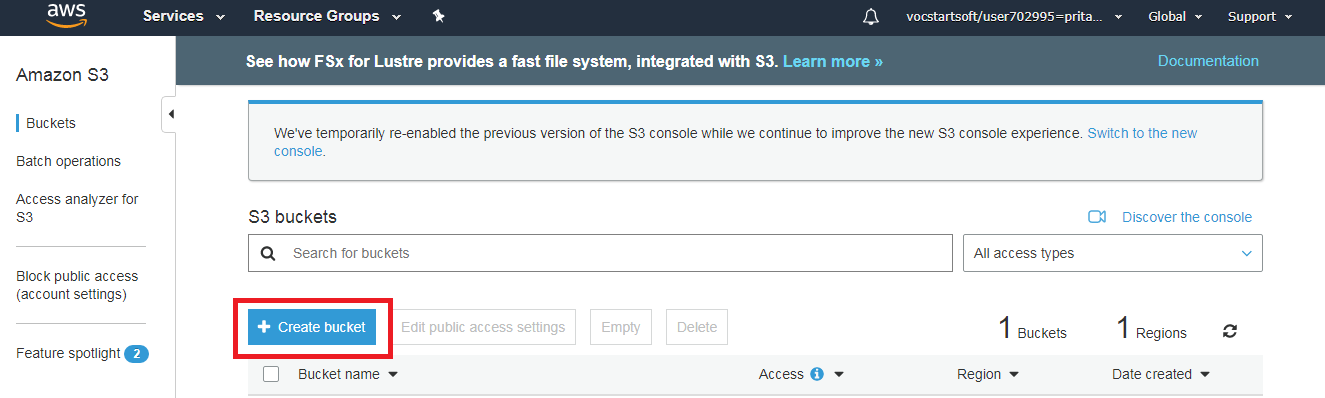 aws Services Resource Groups vocstartsoft/user702995=prita... Global Support
Amazon S3
Buckets
Batch operations
Access analyzer for
S3
Block public access
(account settings)
Feature spotlight 2
See how FSx for Lustre provides a fast file system, integrated with S3. Learn more » Documentation
We've temporarily re-enabled the previous version of the S3 console while we continue to improve the new S3 console experience. Switch to the new
console.
S3 buckets Discover the console
Search for buckets All access types
+ Create bucket Edit public access settings Empty Delete 1 Buckets 1 Regions
Bucket name Access Region Date created